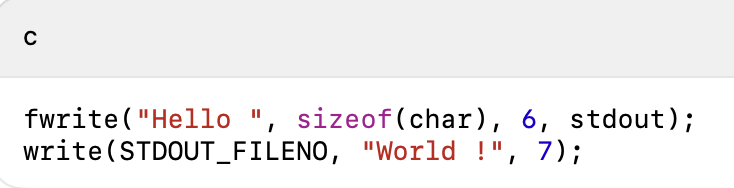 c
fwrite("Hello ", sizeof(char), 6, stdout);
write(STDOUT_FILENO, "World !", 7);